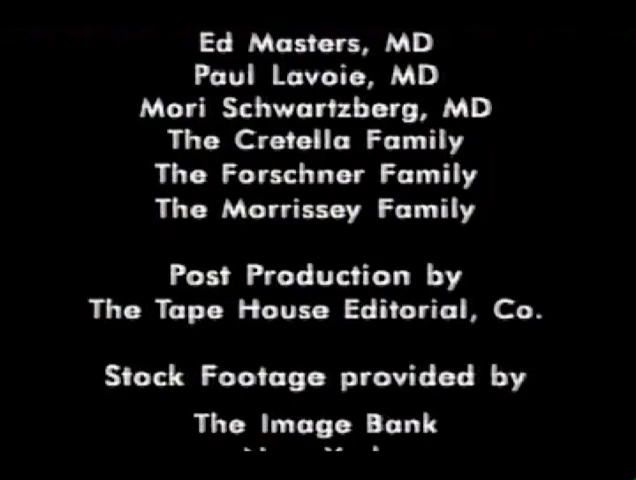 Ed Masters, MD
Paul Lavoie, MD
Mori Schwartzberg, MD
The Cretella Family
The Forschner Family
The Morrissey Family
Post Production by
The Tape House Editorial, Co.
Stock Footage provided by
The Image Bank